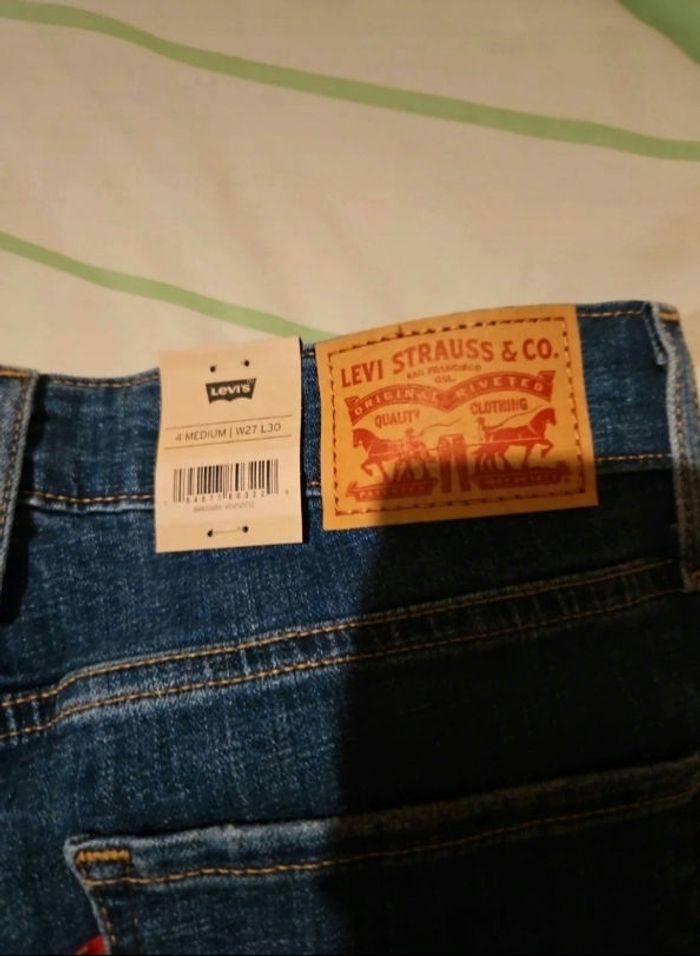 Levi's
4 MEDIUM | W27 L30
LEVI STRAUSS & CO.
SAN FRANCISCO
CAL.
ORIGINAL RIVETED
QUALITY CLOTHING